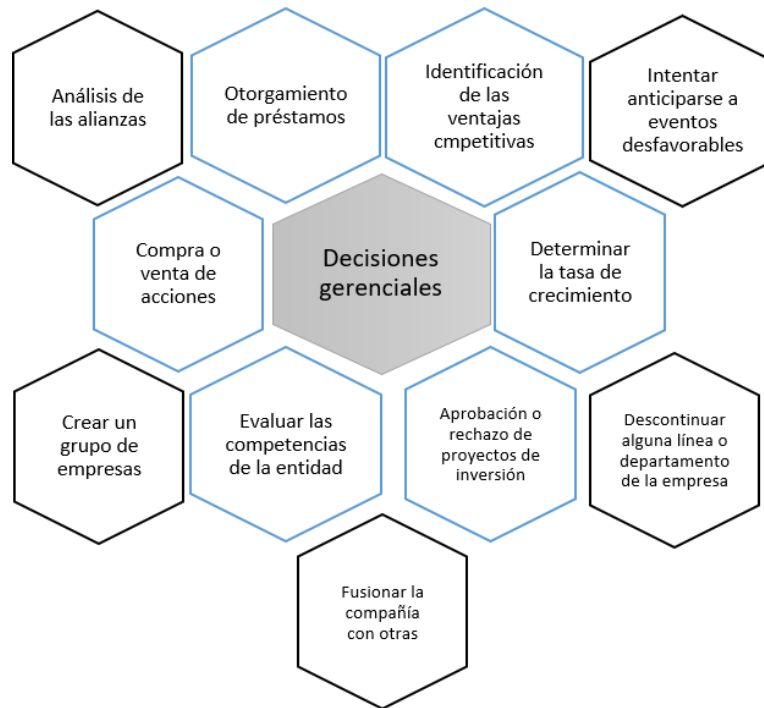 Análisis de
las alianzas
Otorgamiento
de préstamos
Identificación
de las
ventajas
cmpetitivas
Intentar
anticiparse a
eventos
desfavorables
Compra o
venta de
acciones
Decisiones
gerenciales
Determinar
la tasa de
crecimiento
Crear un
grupo de
empresas
Evaluar las
competencias
de la entidad
Aprobación o
rechazo de
proyectos de
inversión
Descontinuar
alguna línea o
departamento
de la empresa
Fusionar la
compañía
con otras